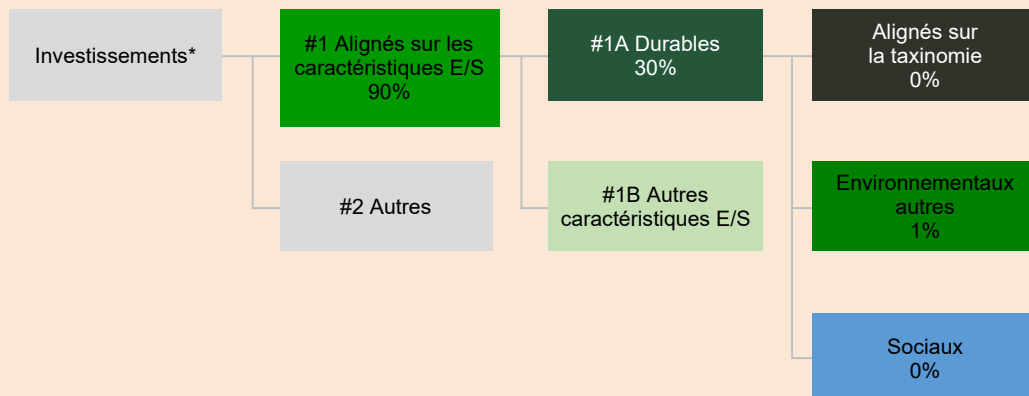 Investissements*
#1 Alignés sur les
caractéristiques E/S
90%
#1A Durables
30%
Alignés sur
la taxinomie
0%
#2 Autres
#1B Autres
caractéristiques E/S
Environnementaux
autres
1%
Sociaux
0%